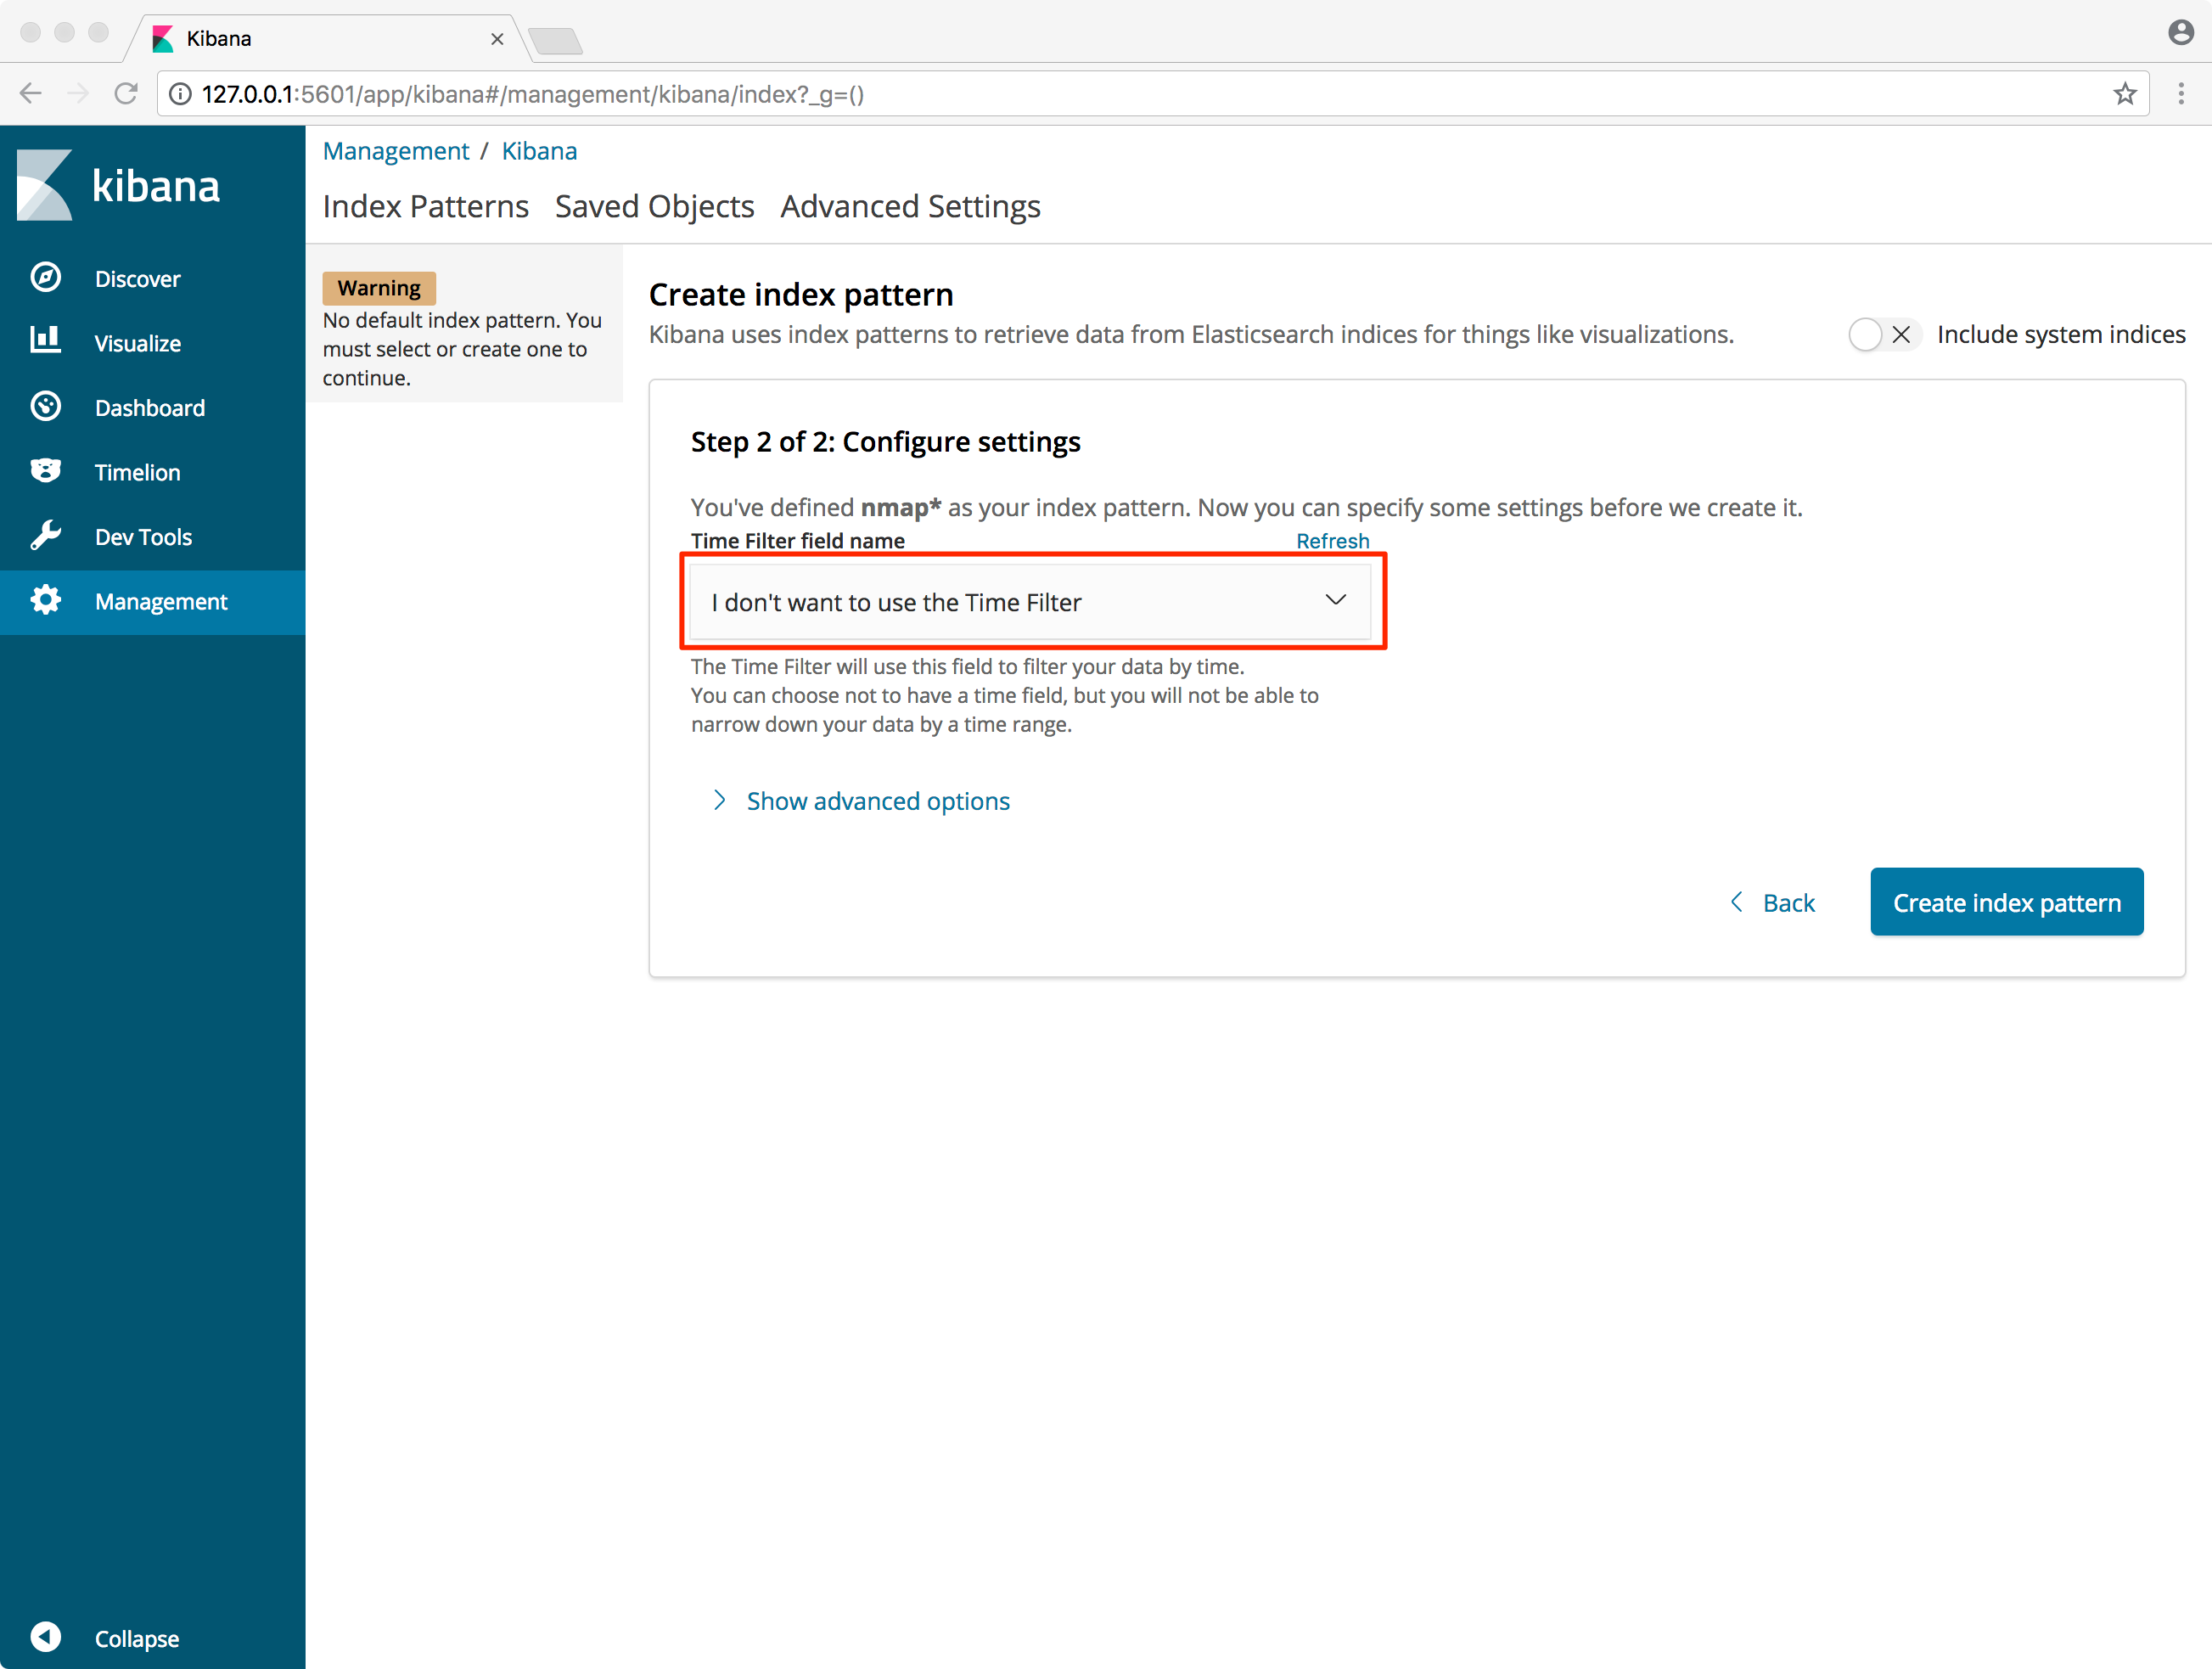 Kibana
127.0.0.1:5601/app/kibana#/management/kibana/index?_g=()
kibana
Discover
Visualize
Dashboard
Timelion
Dev Tools
Management
Collapse
Management / Kibana
Index Patterns Saved Objects Advanced Settings
Warning
No default index pattern. You
must select or create one to
continue.
Create index pattern
Kibana uses index patterns to retrieve data from Elasticsearch indices for things like visualizations.
Include system indices
Step 2 of 2: Configure settings
You've defined nmap* as your index pattern. Now you can specify some settings before we create it.
Time Filter field name Refresh
I don't want to use the Time Filter
The Time Filter will use this field to filter your data by time.
You can choose not to have a time field, but you will not be able to
narrow down your data by a time range.
Show advanced options
Back
Create index pattern